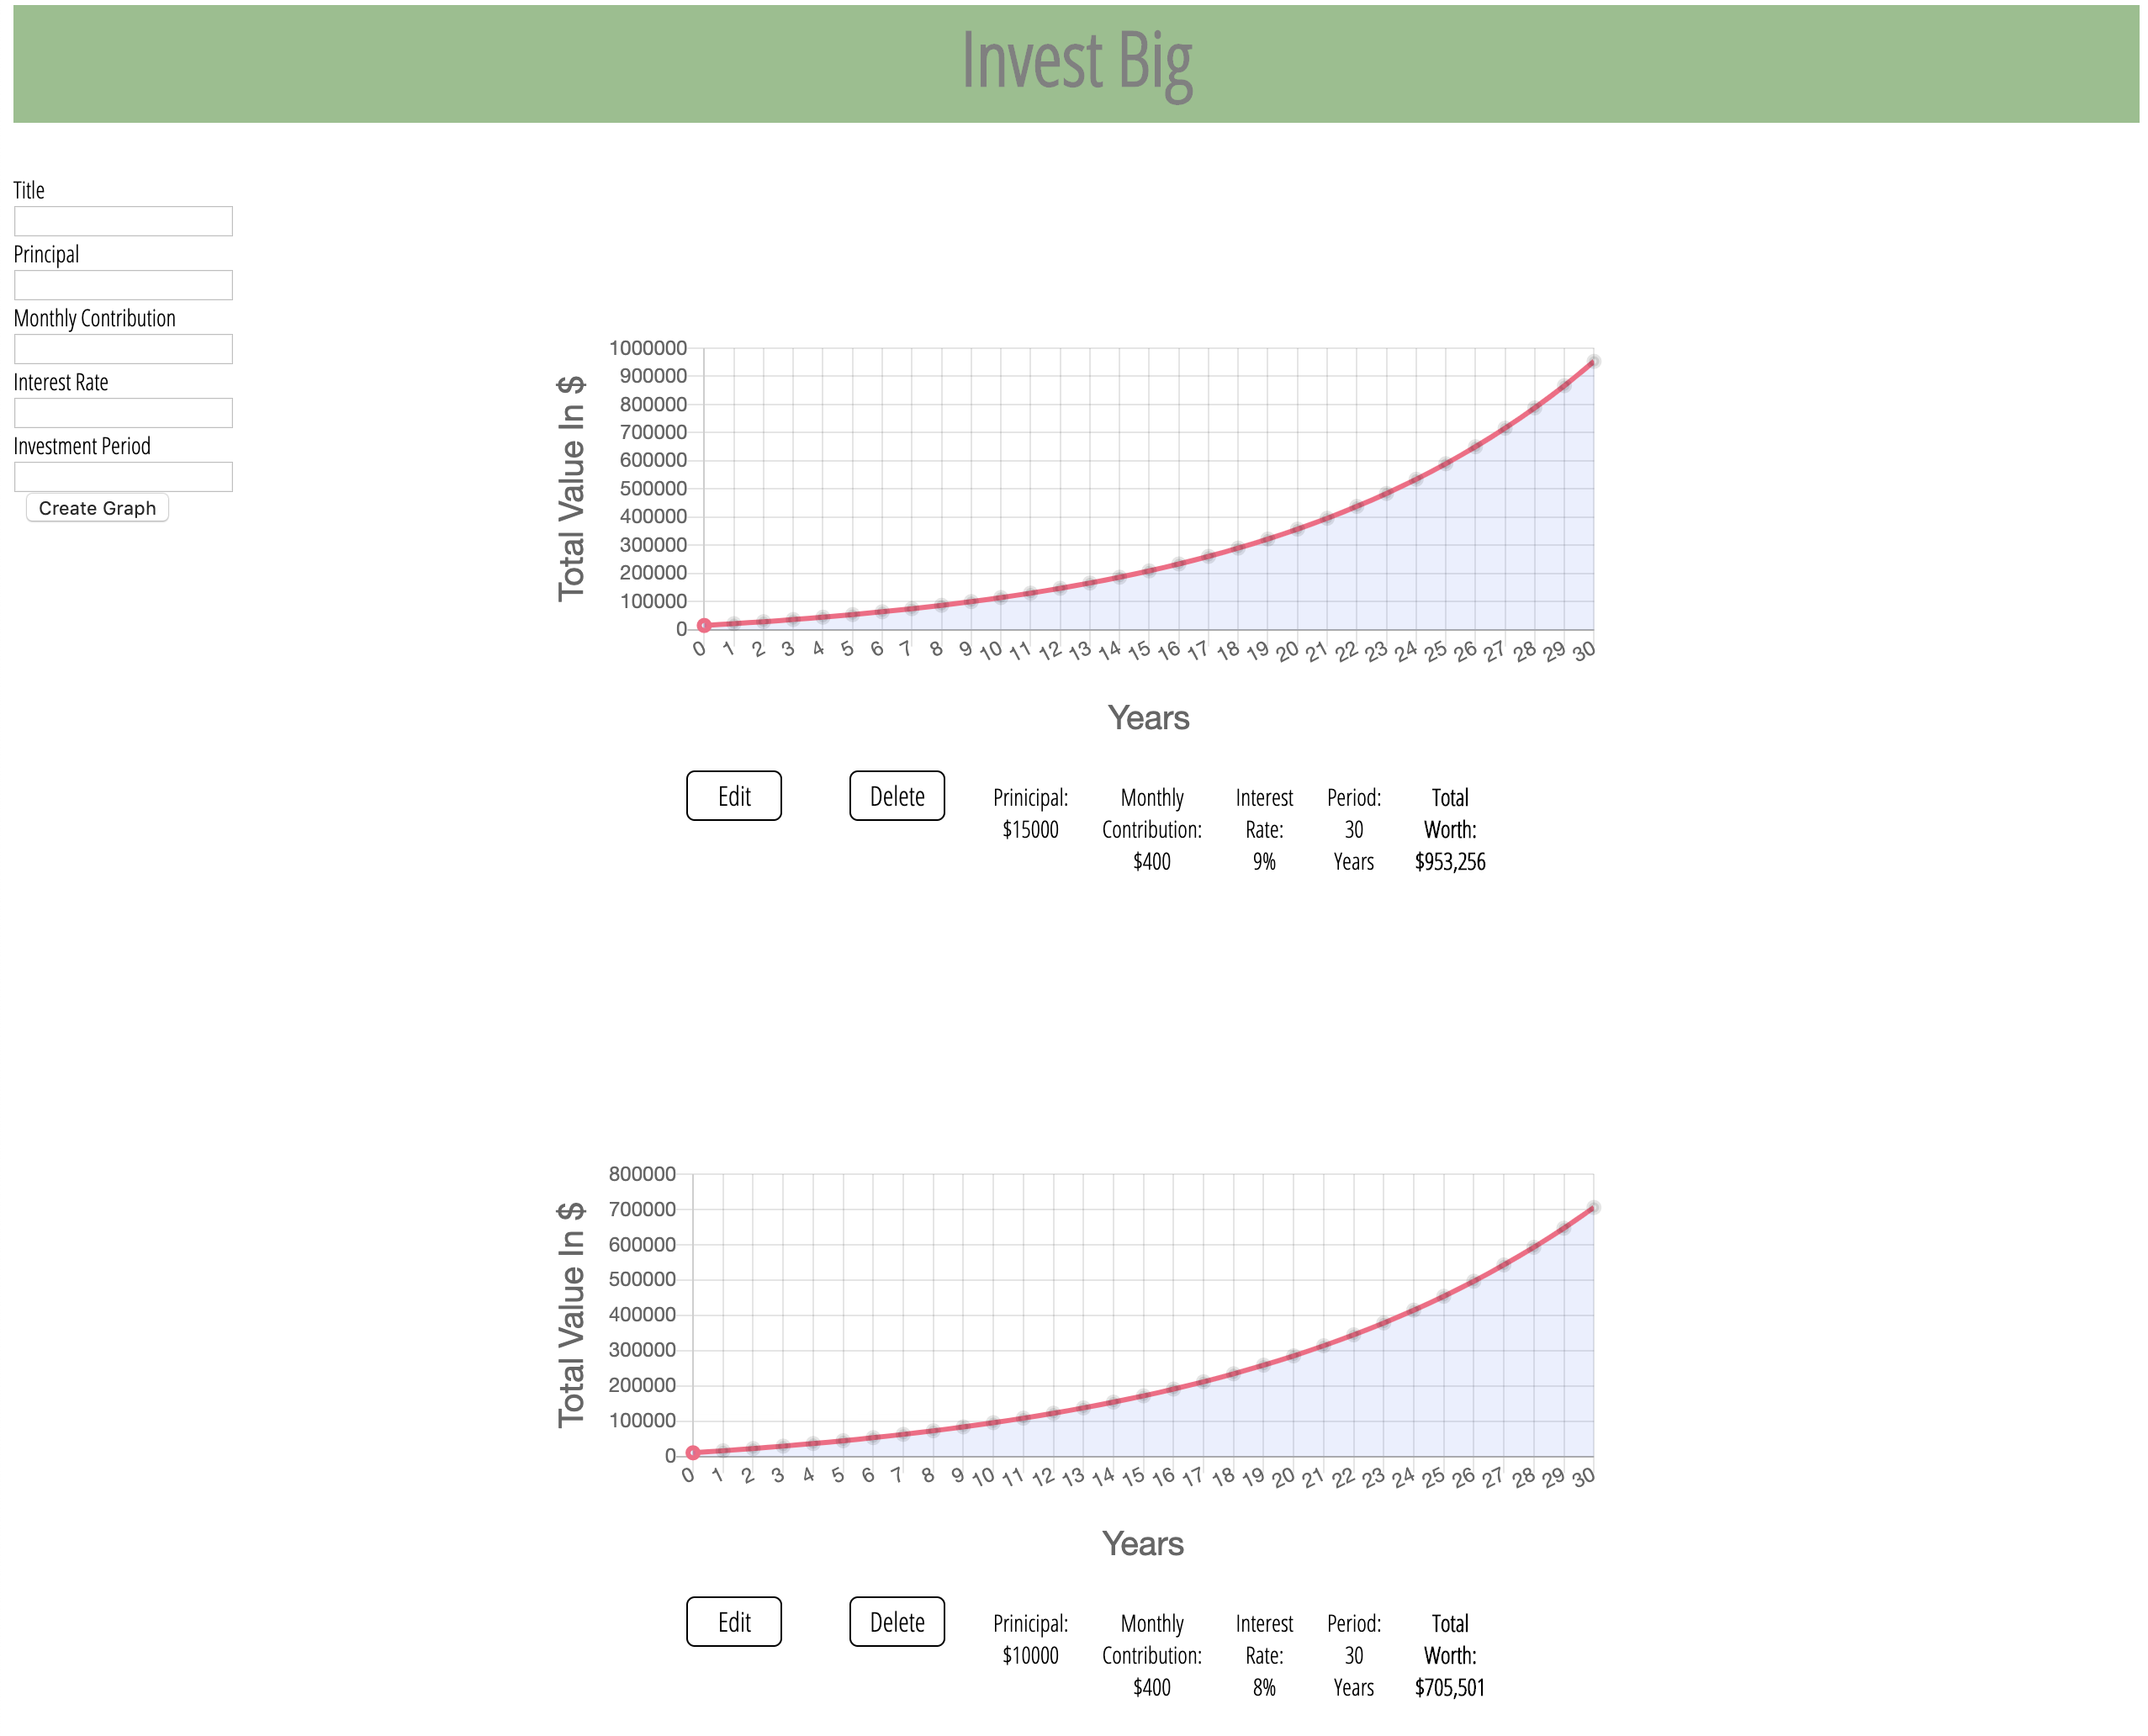 Invest Big
Title
Principal
Monthly Contribution
Interest Rate
Investment Period
Create Graph
Total Value In $
1000000
900000
800000
700000
600000
500000
400000
300000
200000
100000
0
0 1 2 3 4 5 6 7 8 9 10 11 12 13 14 15 16 17 18 19 20 21 22 23 24 25 26 27 28 29 30
Years
Edit
Delete
Prinicipal:
$15000
Monthly
Contribution:
$400
Interest
Rate:
9%
Period:
30
Years
Total
Worth:
$953,256
Total Value In $
800000
700000
600000
500000
400000
300000
200000
100000
0
0 1 2 3 4 5 6 7 8 9 10 11 12 13 14 15 16 17 18 19 20 21 22 23 24 25 26 27 28 29 30
Years
Edit
Delete
Prinicipal:
$10000
Monthly
Contribution:
$400
Interest
Rate:
8%
Period:
30
Years
Total
Worth:
$705,501